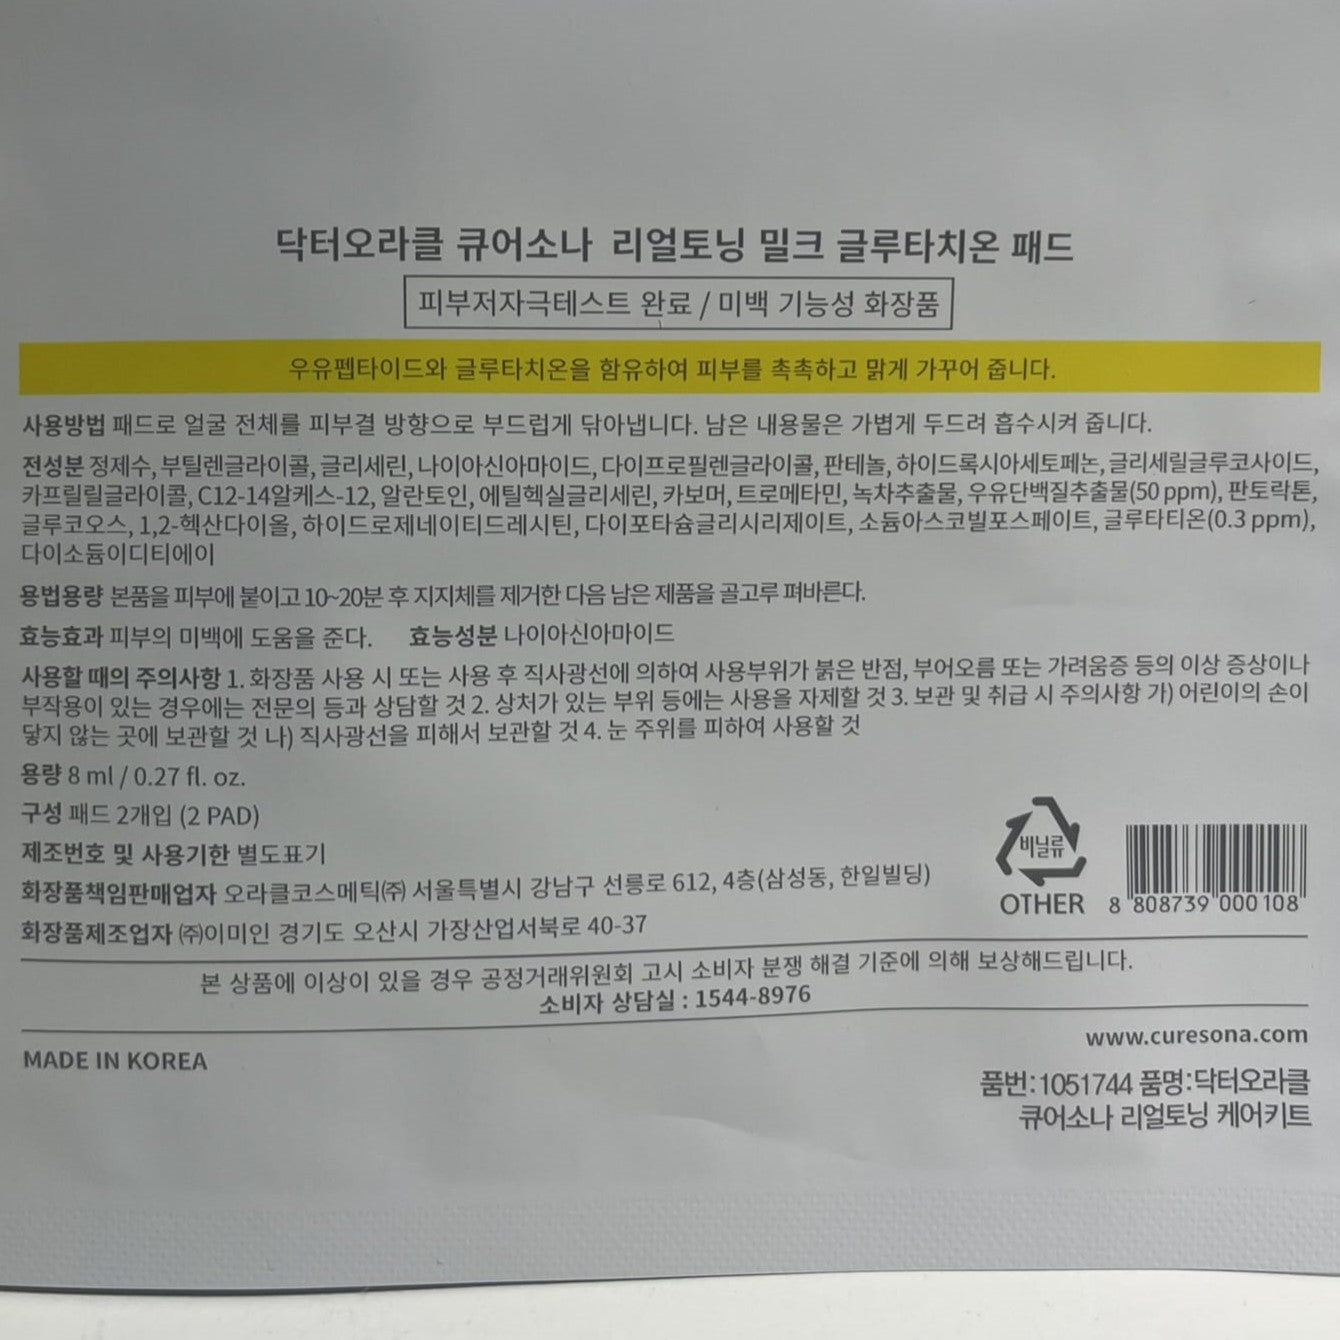 닥터오라클 큐어소나 리얼토닝 밀크 글루타치온 패드
피부저자극테스트 완료 / 미백 기능성 화장품
우유펩타이드와 글루타치온을 함유하여 피부를 촉촉하고 맑게 가꾸어 줍니다.
사용방법 패드로 얼굴 전체를 피부결 방향으로 부드럽게 닦아냅니다. 남은 내용물은 가볍게 두드려 흡수시켜 줍니다.
전성분 정제수, 부틸렌글라이콜, 글리세린, 나이아신아마이드, 다이프로필렌글라이콜, 판테놀, 하이드록시아세토페논, 글리세릴글루코사이드,
카프릴릴글라이콜, C12-14알케스-12, 알란토인, 에틸헥실글리세린, 카보머, 트로메타민, 녹차추출물, 우유단백질추출물(50 ppm), 판토락톤,
글루코오스, 1,2-헥산다이올, 하이드로제네이티드레시틴, 다이포타슘글리시리제이트, 소듐아스코빌포스페이트, 글루타티온(0.3 ppm),
다이소듐이디티에이
용법용량 본품을 피부에 붙이고 10~20분 후 지지체를 제거한 다음 남은 제품을 골고루 펴바른다.
효능효과 피부의 미백에 도움을 준다. 효능성분 나이아신아마이드
사용할 때의 주의사항 1. 화장품 사용 시 또는 사용 후 직사광선에 의하여 사용부위가 붉은 반점, 부어오름 또는 가려움증 등의 이상 증상이나
부작용이 있는 경우에는 전문의 등과 상담할 것 2. 상처가 있는 부위 등에는 사용을 자제할 것 3. 보관 및 취급 시 주의사항 가) 어린이의 손이
닿지 않는 곳에 보관할 것 나) 직사광선을 피해서 보관할 것 4. 눈 주위를 피하여 사용할 것
용량 8 ml / 0.27 fl. oz.
구성 패드 2개입 (2 PAD)
제조번호 및 사용기한 별도표기
화장품책임판매업자 오라클코스메틱㈜ 서울특별시 강남구 선릉로 612, 4층(삼성동, 한일빌딩)
화장품제조업자 ㈜이미인 경기도 오산시 가장산업서북로 40-37
비닐류
OTHER
8 808739 000108
본 상품에 이상이 있을 경우 공정거래위원회 고시 소비자 분쟁 해결 기준에 의해 보상해드립니다.
소비자 상담실 : 1544-8976
www.curesona.com
MADE IN KOREA
품번:1051744 품명:닥터오라클
큐어소나 리얼토닝 케어키트